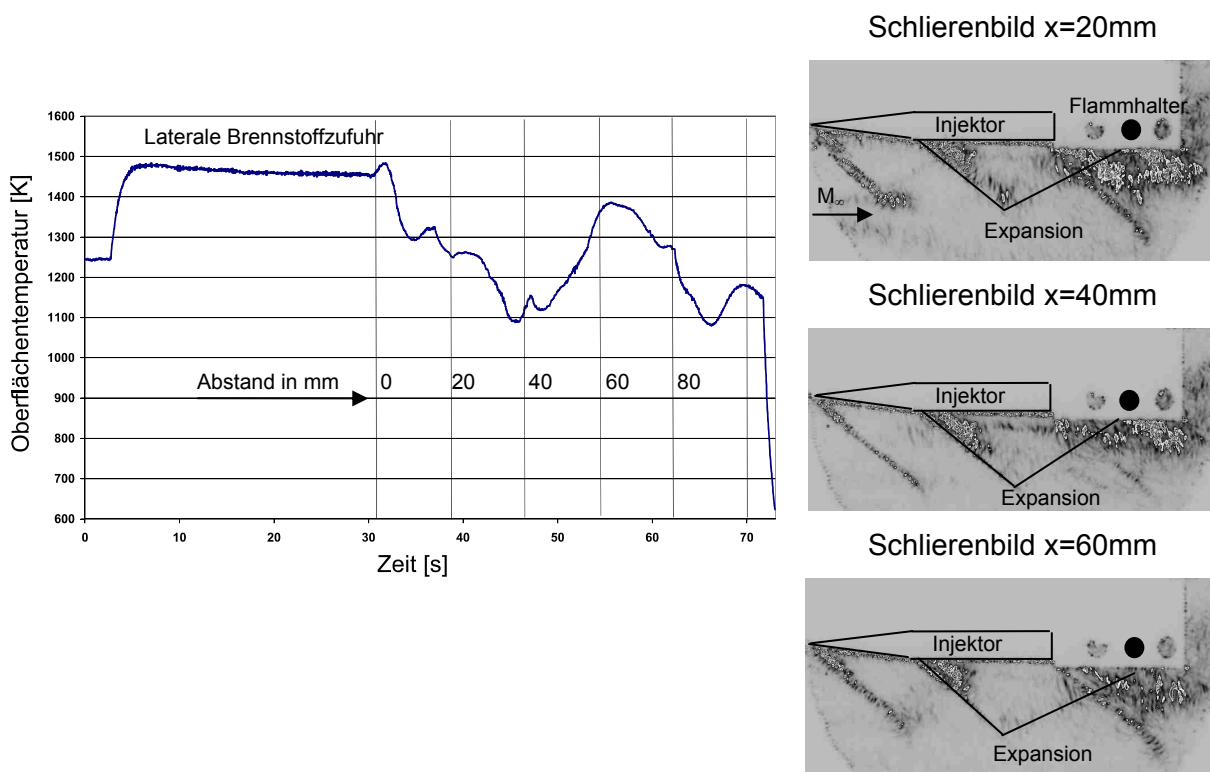 Schlierenbild x=20mm
Injektor
Flammhalter
M∞
Expansion
Schlierenbild x=40mm
Injektor
Expansion
Schlierenbild x=60mm
Injektor
Expansion
Oberflächentemperatur [K]
1600
1500
1400
1300
1200
1100
1000
900
800
700
600
Laterale Brennstoffzufuhr
Abstand in mm 0 20 40 60 80
0 10 20 30 40 50 60 70
Zeit [s]